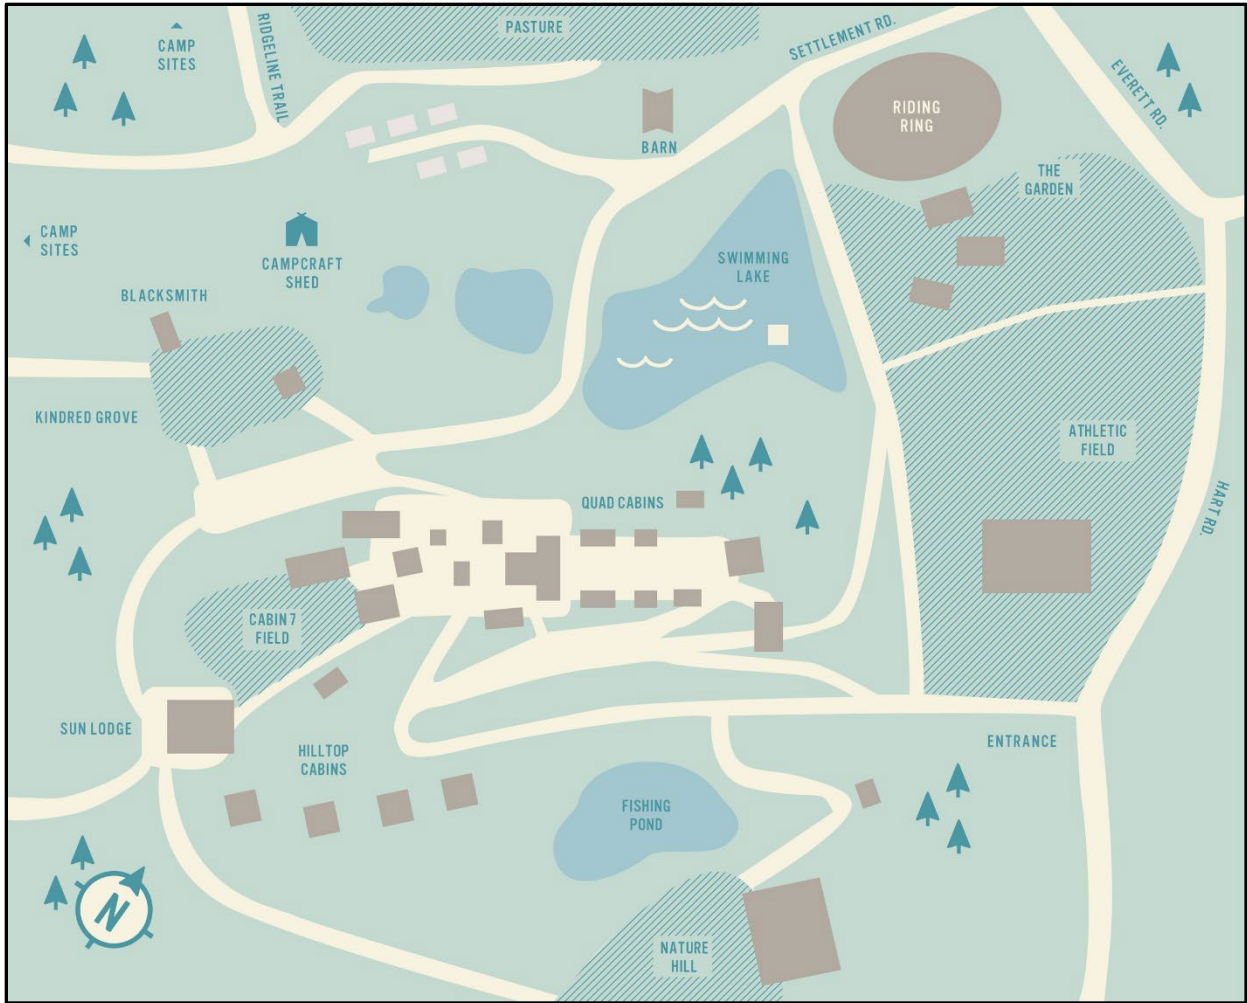 PASTURE
SETTLEMENT RD.
CAMP
SITES
RIDGELINE TRAIL
EVERETT RD.
RIDING
RING
BARN
THE
GARDEN
CAMP
SITES
CAMPCRAFT
SHED
SWIMMING
LAKE
BLACKSMITH
KINDRED GROVE
ATHLETIC
FIELD
QUAD CABINS
HART RD.
CABIN 7
FIELD
SUN LODGE
HILLTOP
CABINS
ENTRANCE
FISHING
POND
N
NATURE
HILL